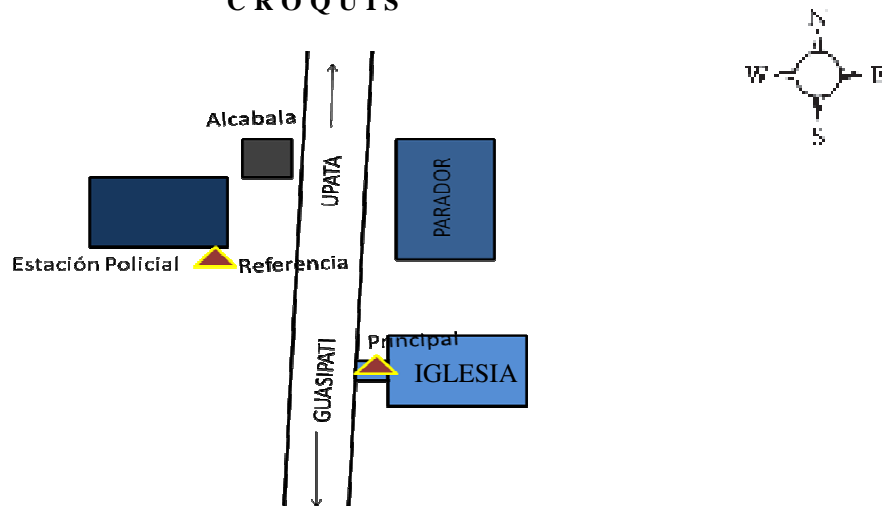 C R O Q U I S
N
W
E
S
Alcabala
UPATA
PARADOR
Estación Policial
Referencia
Principal
GUASIPATI
IGLESIA